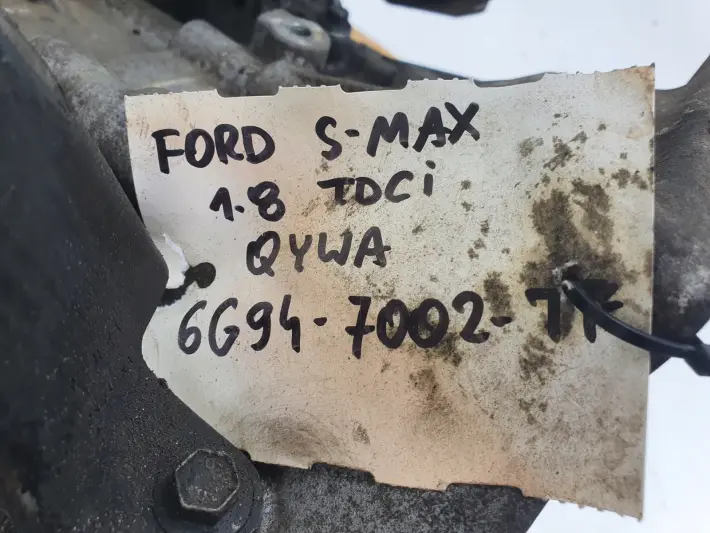 FORD S-MAX
1.8 TDCi
QYWA
6G94-7002-